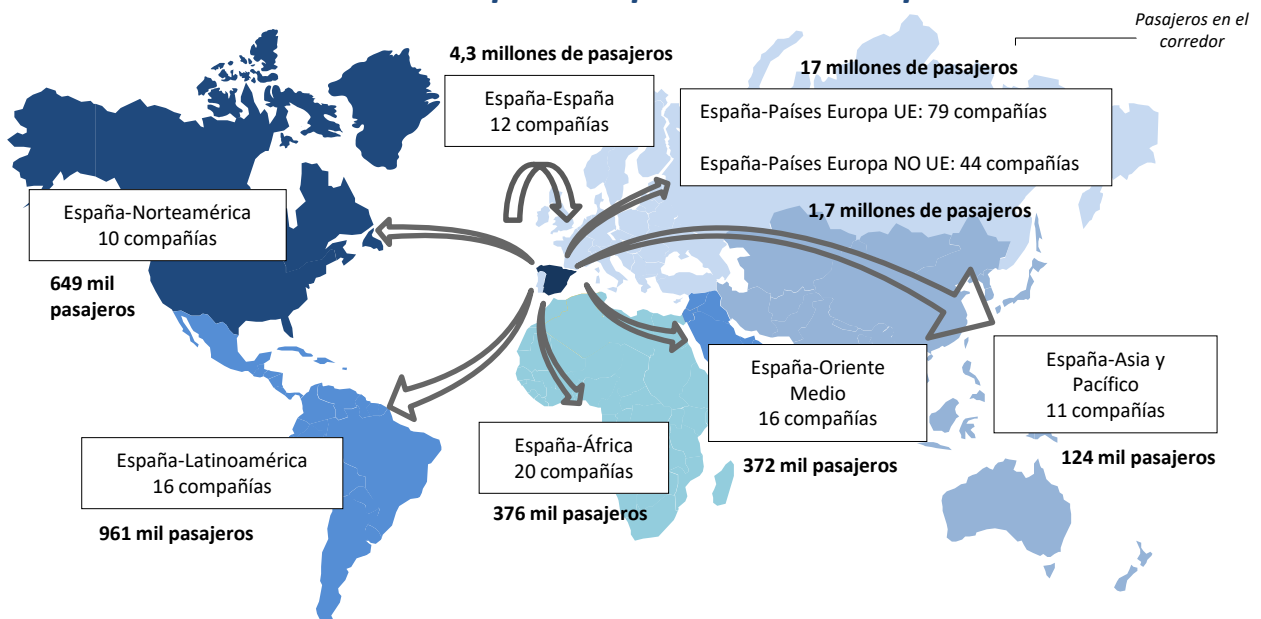 Pasajeros en el
corredor
4,3 millones de pasajeros
España-España
12 compañías
17 millones de pasajeros
España-Países Europa UE: 79 compañías
España-Países Europa NO UE: 44 compañías
1,7 millones de pasajeros
España-Norteamérica
10 compañías
649 mil
pasajeros
España-Latinoamérica
16 compañías
961 mil pasajeros
España-África
20 compañías
376 mil pasajeros
España-Oriente
Medio
16 compañías
372 mil pasajeros
España-Asia y
Pacífico
11 compañías
124 mil pasajeros